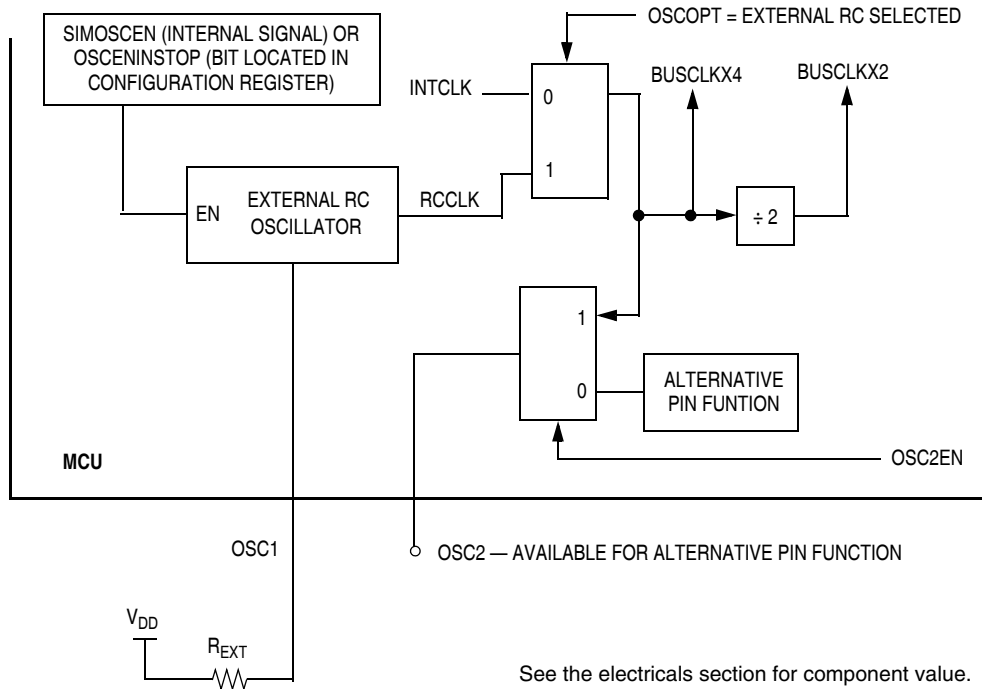 SIMOSCEN (INTERNAL SIGNAL) OR
OSCENINSTOP (BIT LOCATED IN
CONFIGURATION REGISTER)
OSCOPT = EXTERNAL RC SELECTED
INTCLK
0
1
BUSCLKX4
BUSCLKX2
EN
EXTERNAL RC
OSCILLATOR
RCCLK
÷ 2
1
0
ALTERNATIVE
PIN FUNTION
OSC2EN
MCU
OSC1
OSC2 — AVAILABLE FOR ALTERNATIVE PIN FUNCTION
VDD
REXT
See the electricals section for component value.